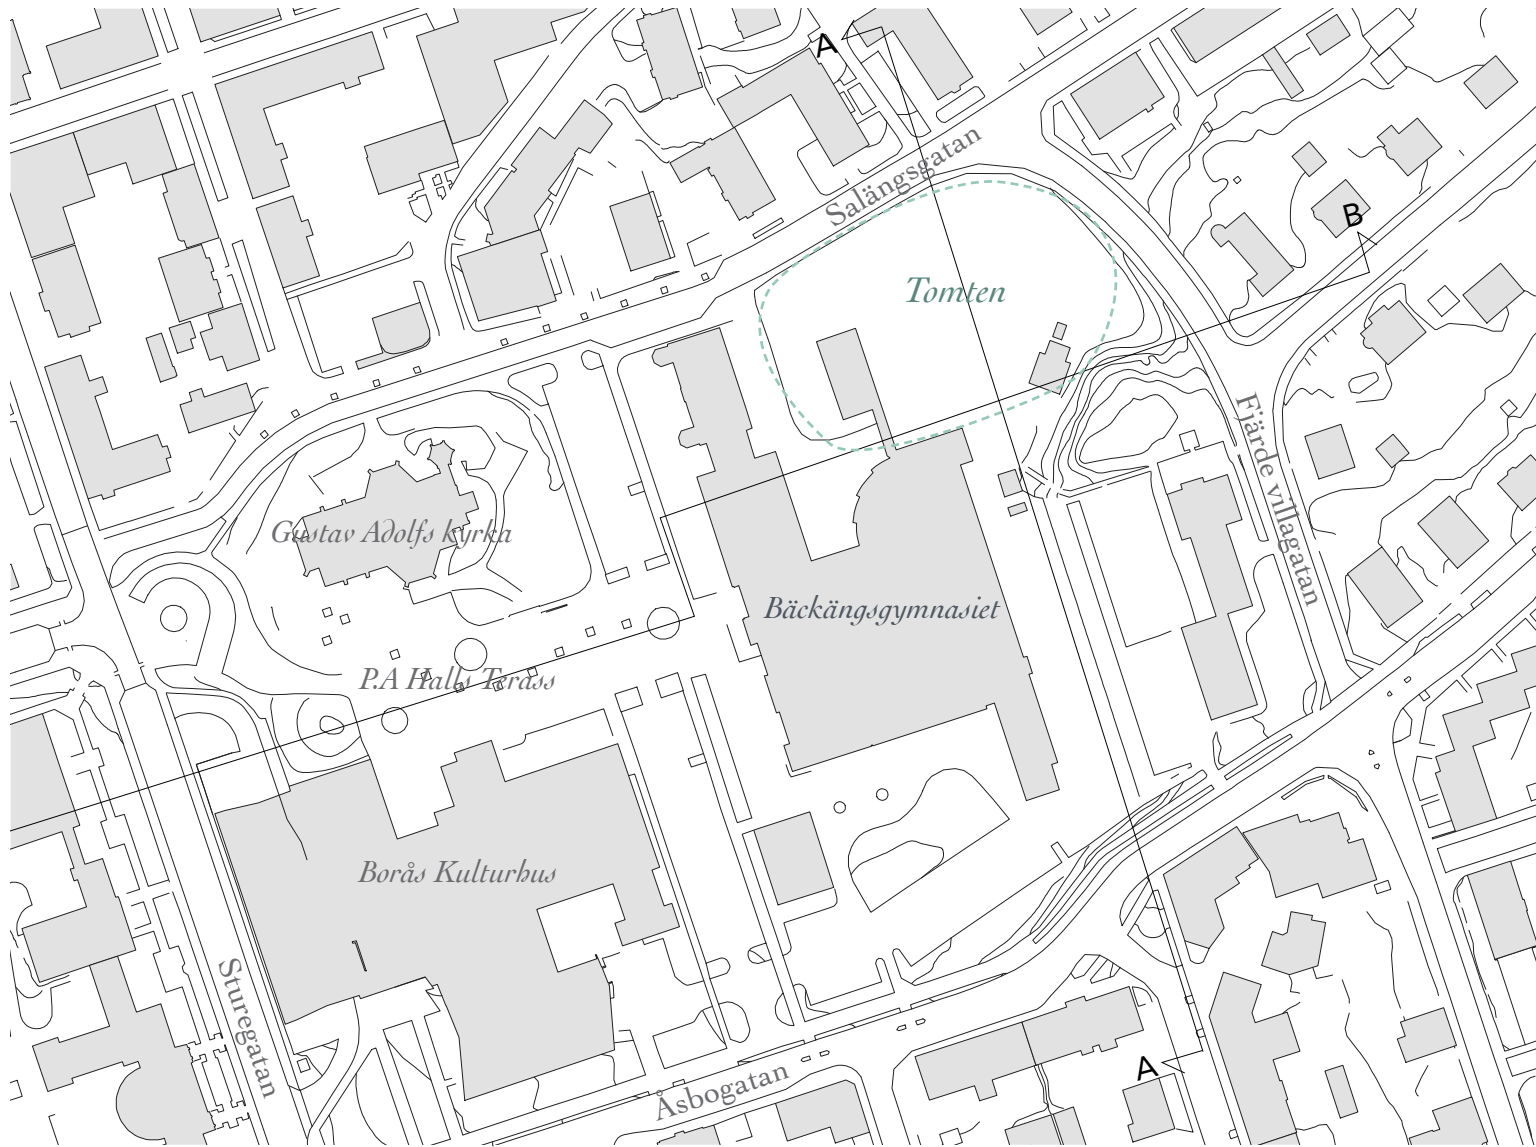 A
Salängsgatan
B
Tomten
Fjärde villagatan
Gustav Adolfs kyrka
Bäckängsgymnasiet
P.A Halls Terass
Borås Kulturhus
Sturegatan
A
Åsbogatan